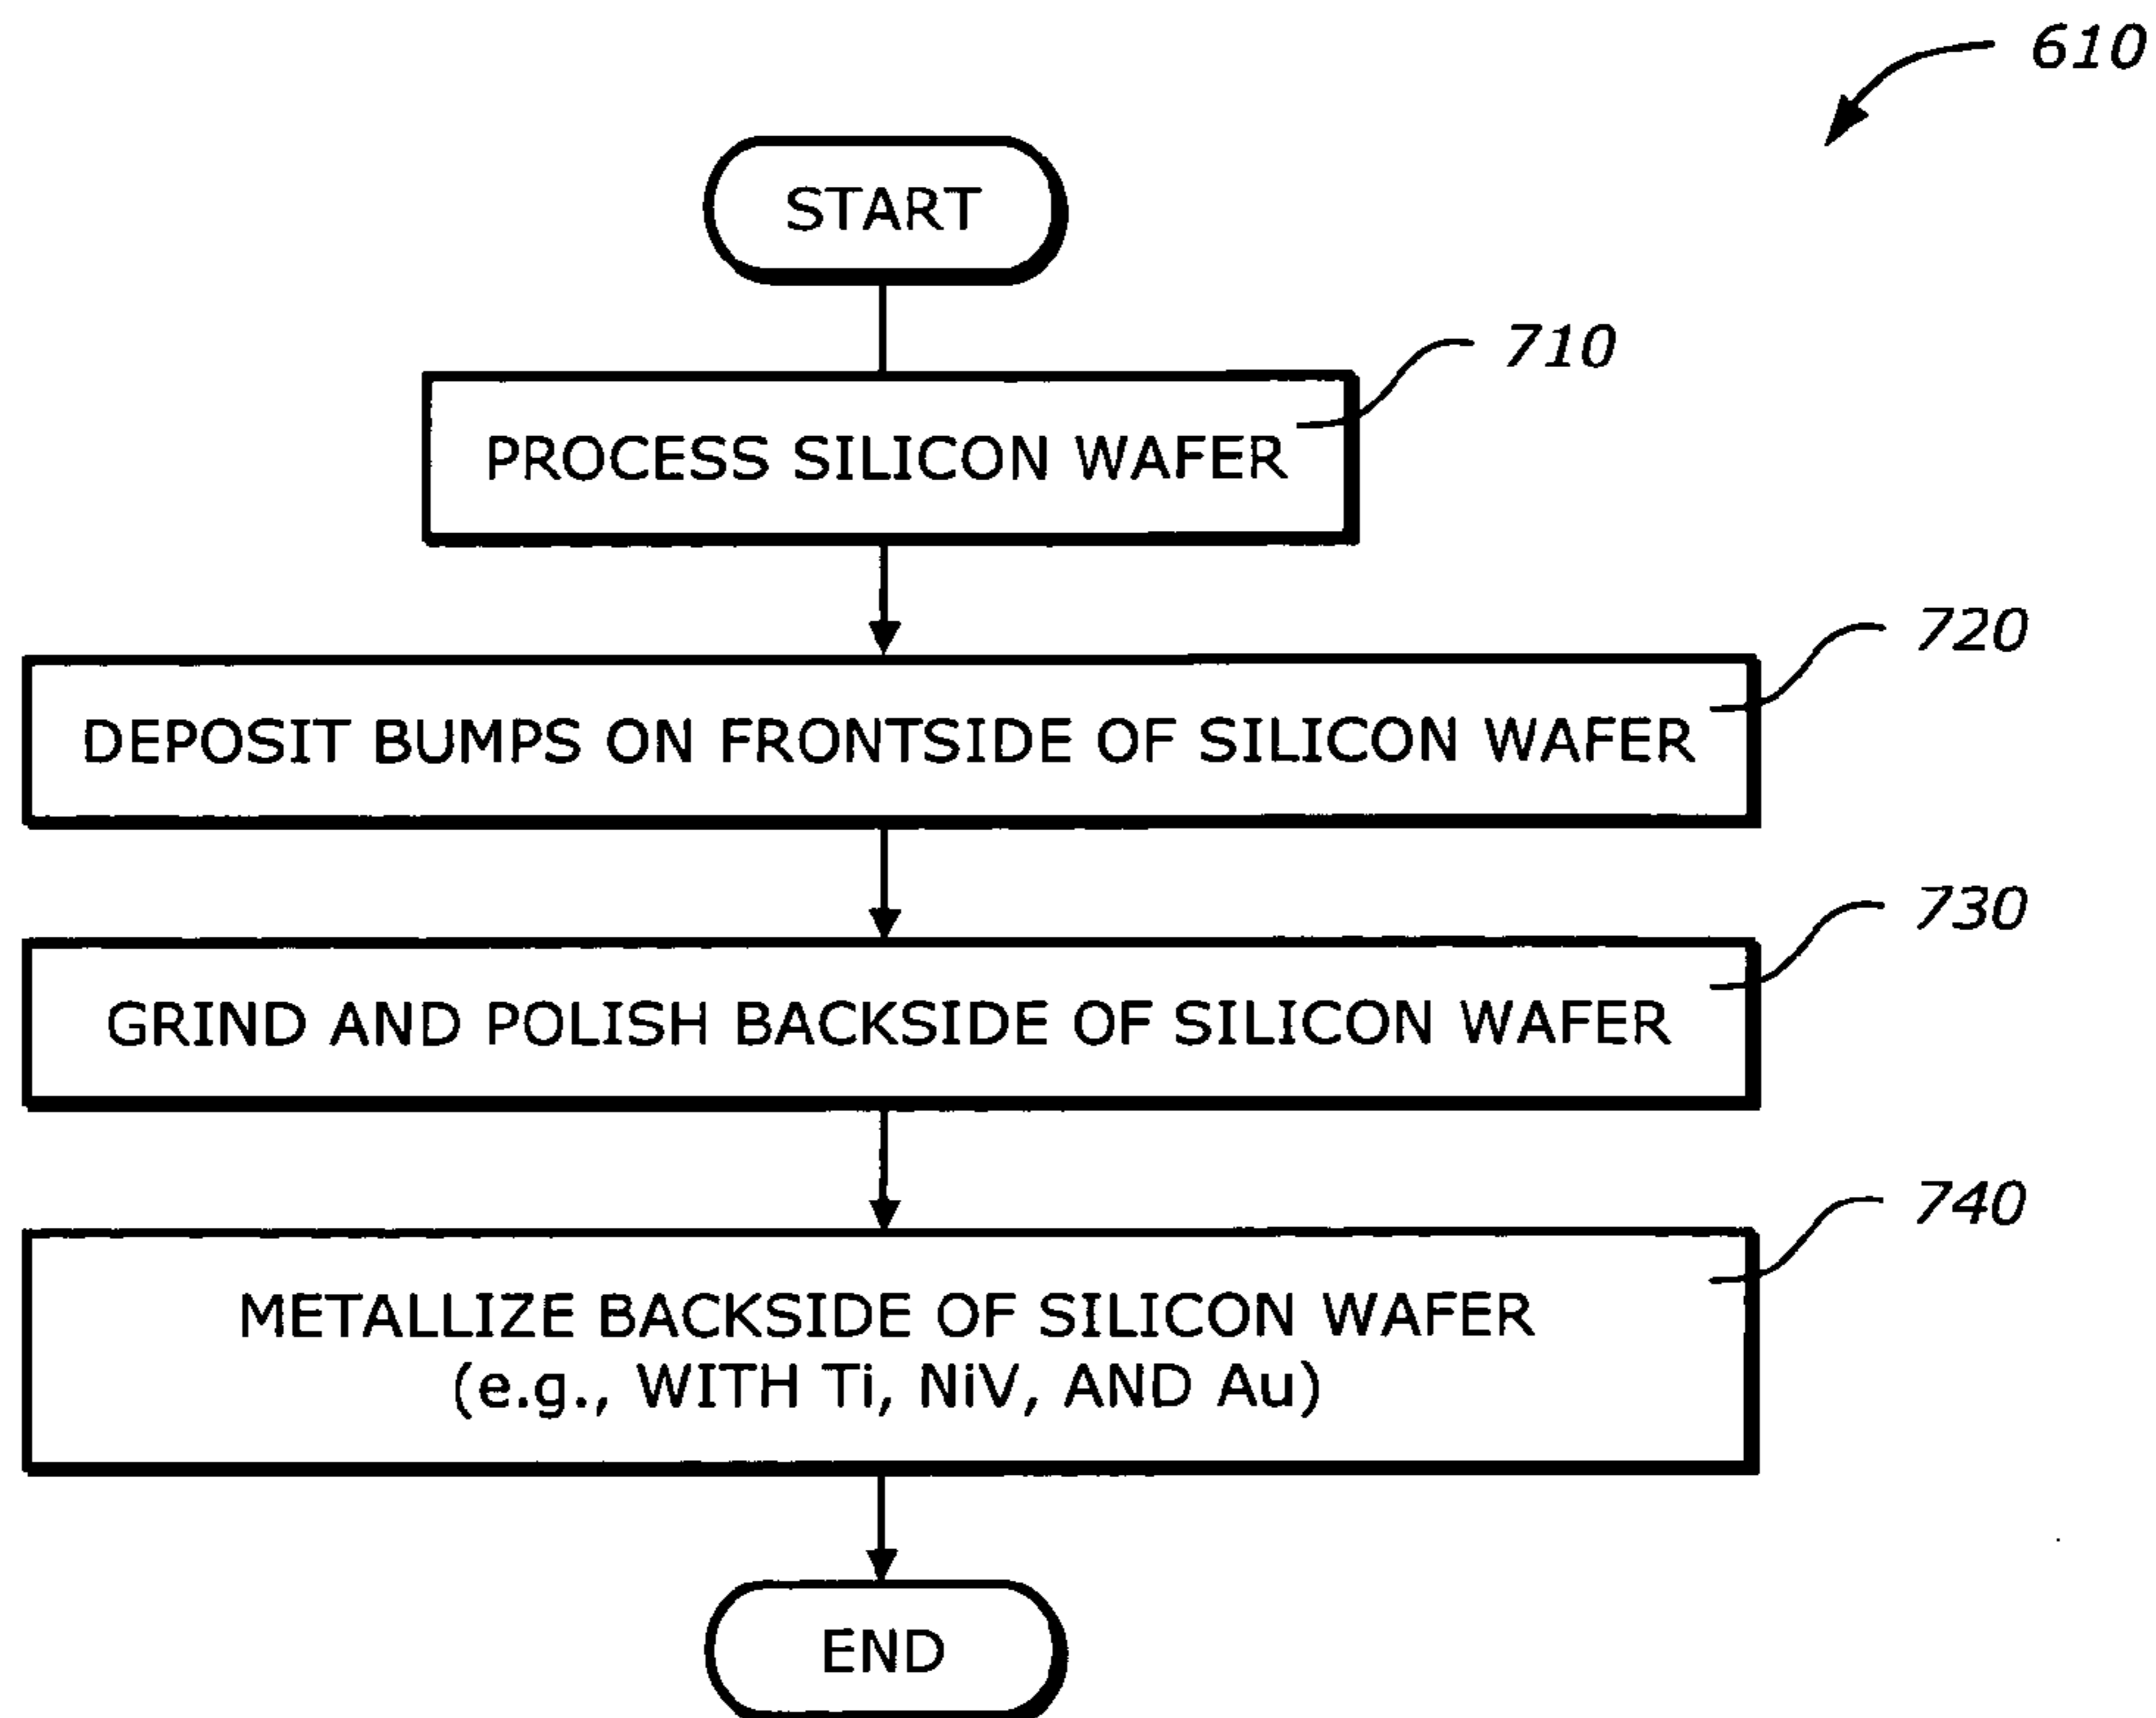 610
START
710
PROCESS SILICON WAFER
720
DEPOSIT BUMPS ON FRONTSIDE OF SILICON WAFER
730
GRIND AND POLISH BACKSIDE OF SILICON WAFER
740
METALLIZE BACKSIDE OF SILICON WAFER
(e.g., WITH Ti, NiV, AND Au)
END